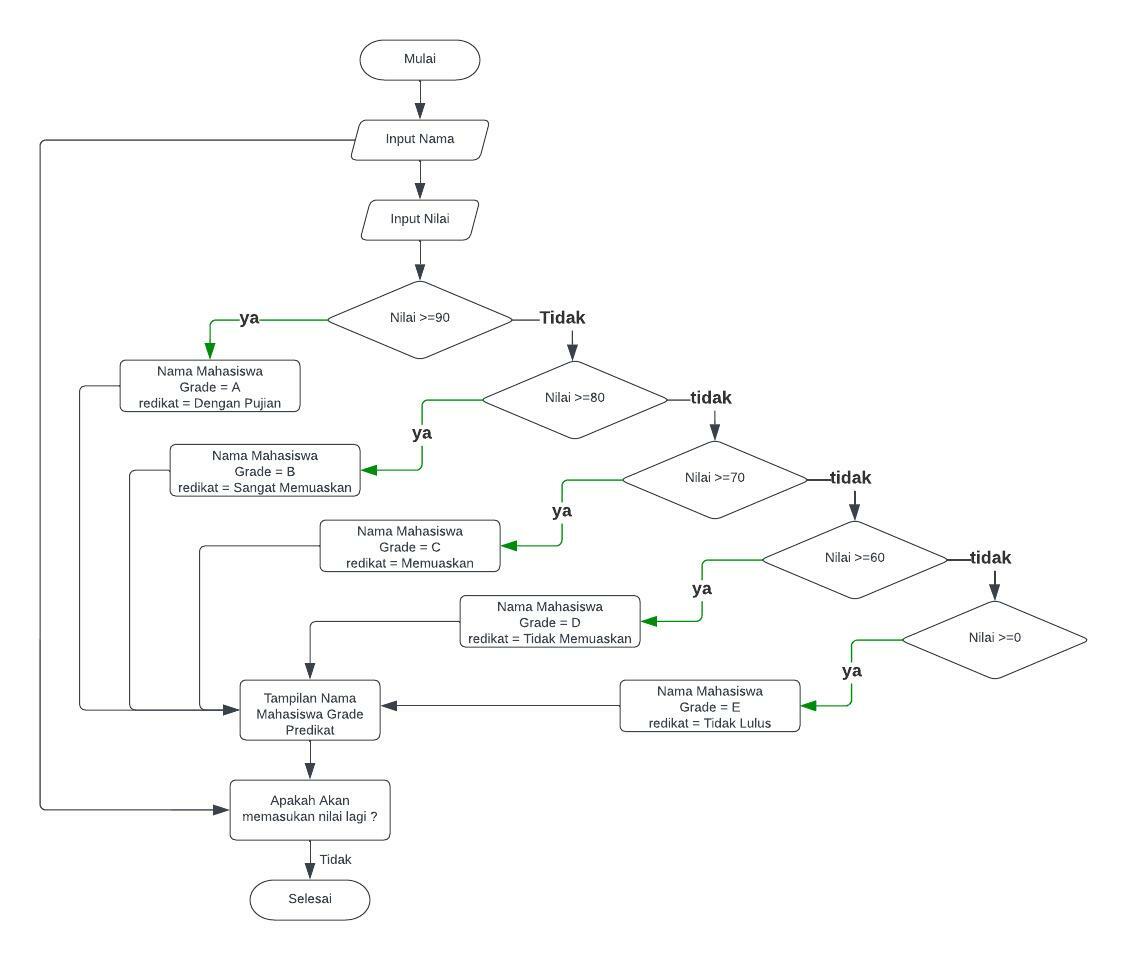 Mulai
Input Nama
Input Nilai
Nilai >=90
ya
Tidak
Nama Mahasiswa
Grade = A
redikat = Dengan Pujian
Nilai >=80
ya
tidak
Nama Mahasiswa
Grade = B
redikat = Sangat Memuaskan
Nilai >=70
ya
tidak
Nama Mahasiswa
Grade = C
redikat = Memuaskan
Nilai >=60
ya
tidak
Nama Mahasiswa
Grade = D
redikat = Tidak Memuaskan
Nilai >=0
ya
Nama Mahasiswa
Grade = E
redikat = Tidak Lulus
Tampilan Nama
Mahasiswa Grade
Predikat
Apakah Akan
memasukan nilai lagi ?
Tidak
Selesai